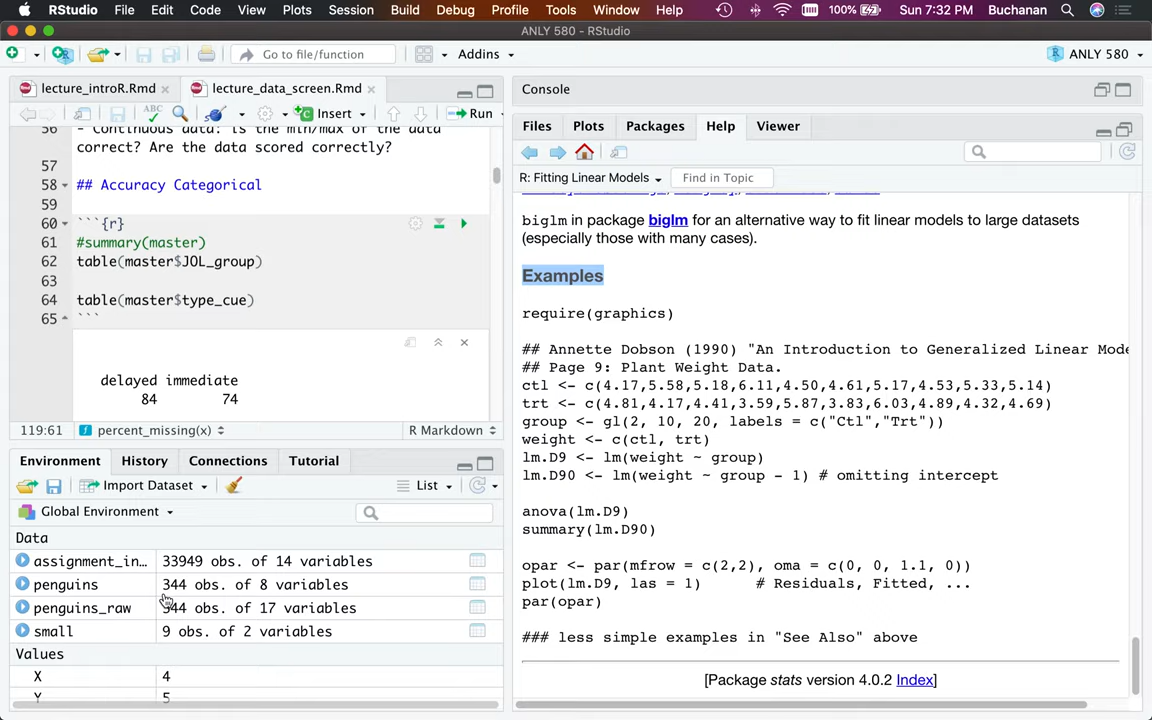 RStudio File Edit Code View Plots Session Build Debug Profile Tools Window Help 100% Sun 7:32 PM Buchanan
ANLY 580 - RStudio
Go to file/function Addins ANLY 580
lecture_introR.Rmd lecture_data_screen.Rmd
ABC Insert Run
56 - Continuous data: is the min/max of the data
correct? Are the data scored correctly?
57
58 ## Accuracy Categorical
59
60 ```{r}
61 #summary(master)
62 table(master$JOL_group)
63
64 table(master$type_cue)
65 ```
delayed immediate
84 74
119:61 percent_missing(x) R Markdown
Environment History Connections Tutorial
Import Dataset List
Global Environment
Data
assignment_in… 33949 obs. of 14 variables
penguins 344 obs. of 8 variables
penguins_raw 344 obs. of 17 variables
small 9 obs. of 2 variables
Values
X 4
Y 5
Console
Files Plots Packages Help Viewer
R: Fitting Linear Models Find in Topic
biglm in package biglm for an alternative way to fit linear models to large datasets
(especially those with many cases).
Examples
require(graphics)
## Annette Dobson (1990) "An Introduction to Generalized Linear Mode
## Page 9: Plant Weight Data.
ctl <- c(4.17,5.58,5.18,6.11,4.50,4.61,5.17,4.53,5.33,5.14)
trt <- c(4.81,4.17,4.41,3.59,5.87,3.83,6.03,4.89,4.32,4.69)
group <- gl(2, 10, 20, labels = c("Ctl","Trt"))
weight <- c(ctl, trt)
lm.D9 <- lm(weight ~ group)
lm.D90 <- lm(weight ~ group - 1) # omitting intercept
anova(lm.D9)
summary(lm.D90)
opar <- par(mfrow = c(2,2), oma = c(0, 0, 1.1, 0))
plot(lm.D9, las = 1) # Residuals, Fitted, ...
par(opar)
### less simple examples in "See Also" above
[Package stats version 4.0.2 Index]